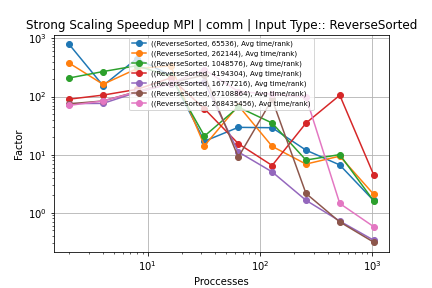 Strong Scaling Speedup MPI | comm | Input Type:: ReverseSorted
10³
10²
10¹
10⁰
Factor
((ReverseSorted, 65536), Avg time/rank)
((ReverseSorted, 262144), Avg time/rank)
((ReverseSorted, 1048576), Avg time/rank)
((ReverseSorted, 4194304), Avg time/rank)
((ReverseSorted, 16777216), Avg time/rank)
((ReverseSorted, 67108864), Avg time/rank)
((ReverseSorted, 268435456), Avg time/rank)
10¹ 10² 10³
Proccesses